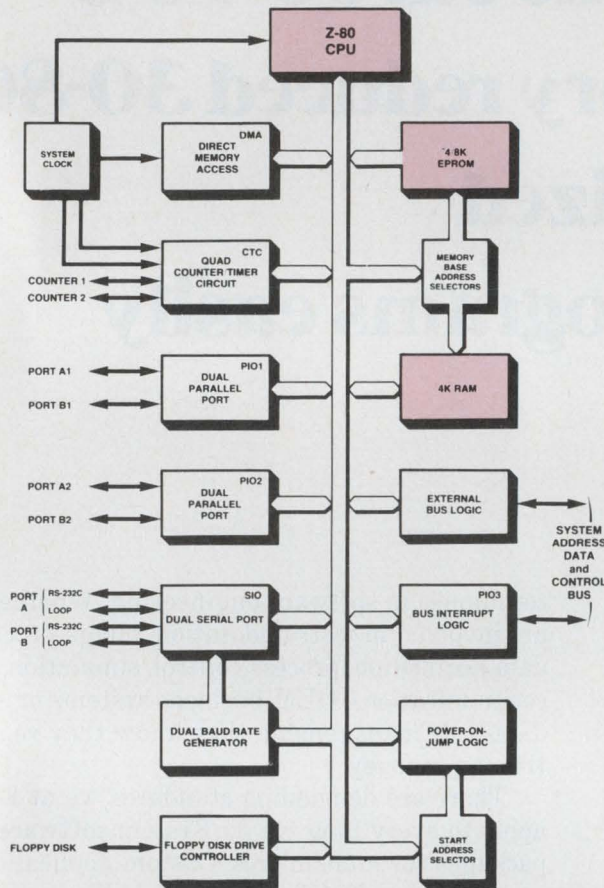 Z-80
CPU
SYSTEM
CLOCK
DMA
DIRECT
MEMORY
ACCESS
4/8K
EPROM
CTC
QUAD
COUNTER/TIMER
CIRCUIT
COUNTER 1
COUNTER 2
MEMORY
BASE
ADDRESS
SELECTORS
PORT A1
PORT B1
PIO1
DUAL
PARALLEL
PORT
4K RAM
PORT A2
PORT B2
PIO2
DUAL
PARALLEL
PORT
EXTERNAL
BUS LOGIC
SYSTEM
ADDRESS
DATA
and
CONTROL
BUS
PORT
A
RS-232C
LOOP
PORT
B
RS-232C
LOOP
SIO
DUAL SERIAL PORT
PIO3
BUS INTERRUPT
LOGIC
DUAL BAUD RATE
GENERATOR
POWER-ON-
JUMP LOGIC
FLOPPY DISK
FLOPPY DISK DRIVE
CONTROLLER
START
ADDRESS
SELECTOR